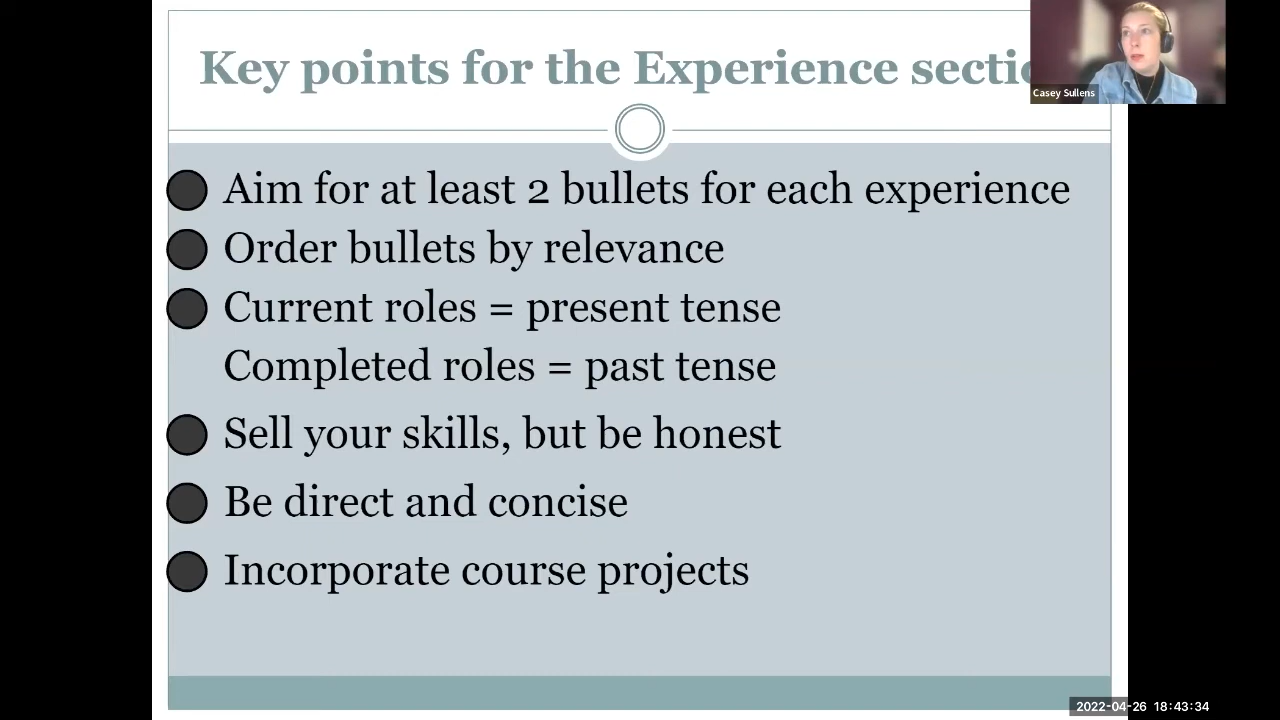 Key points for the Experience sectio
Casey Sullens
Aim for at least 2 bullets for each experience
Order bullets by relevance
Current roles = present tense
Completed roles = past tense
Sell your skills, but be honest
Be direct and concise
Incorporate course projects
2022-04-26 18:43:34